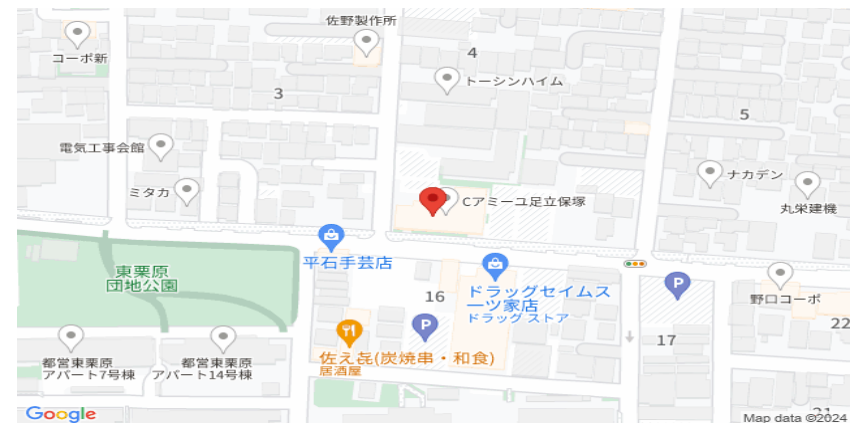 佐野製作所
コーポ新
4
トーシンハイム
3
5
電気工事会館
ナカデン
ミタカ
Cアミーユ足立保塚
丸栄建機
平石手芸店
東栗原
団地公園
ドラッグセイムス
一ツ家店
ドラッグ ストア
16
P
野口コーポ
P
22
17
都営東栗原
アパート7号棟
都営東栗原
アパート14号棟
佐え㐂(炭焼串・和食)
居酒屋
Google
21
Map data ©2024